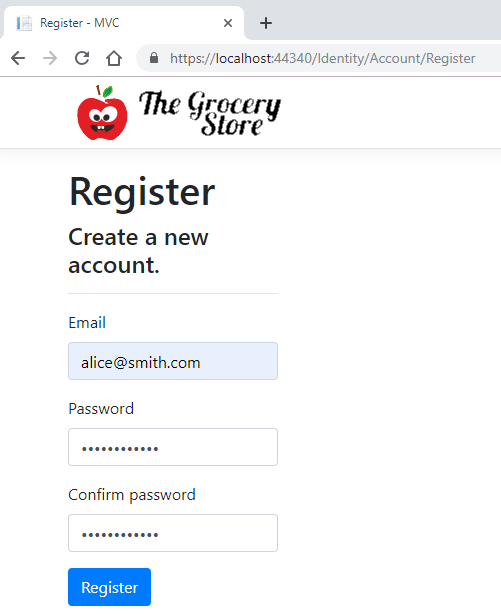 Register - MVC
https://localhost:44340/Identity/Account/Register
The Grocery
Store
Register
Create a new
account.
Email
alice@smith.com
Password
••••••••••••
Confirm password
••••••••••••
Register